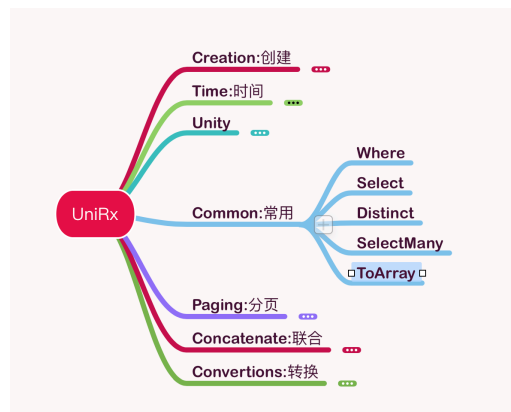 Creation:创建
Time:时间
Unity
UniRx
Common:常用
Where
Select
Distinct
SelectMany
ToArray
Paging:分页
Concatenate:联合
Convertions:转换